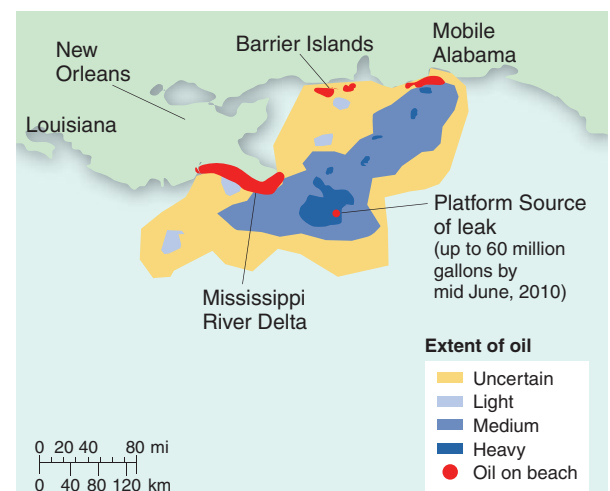 New
Orleans
Louisiana
Barrier Islands
Mobile
Alabama
Platform Source
of leak
(up to 60 million
gallons by
mid June, 2010)
Mississippi
River Delta
Extent of oil
Uncertain
Light
Medium
Heavy
Oil on beach
0 20 40 80 mi
0 40 80 120 km